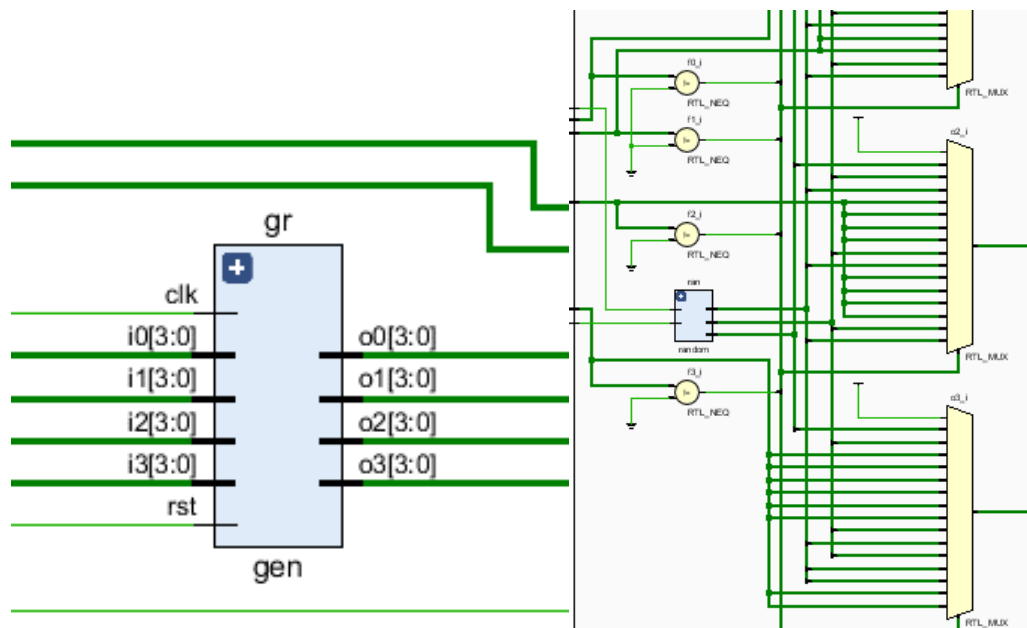 gr
clk
i0[3:0]
i1[3:0]
i2[3:0]
i3[3:0]
rst
o0[3:0]
o1[3:0]
o2[3:0]
o3[3:0]
gen
RTL_MUX
f0_i
RTL_NEQ
f1_i
RTL_NEQ
o2_i
f2_i
RTL_NEQ
ran
random
RTL_MUX
f3_i
RTL_NEQ
o3_i
RTL_MUX